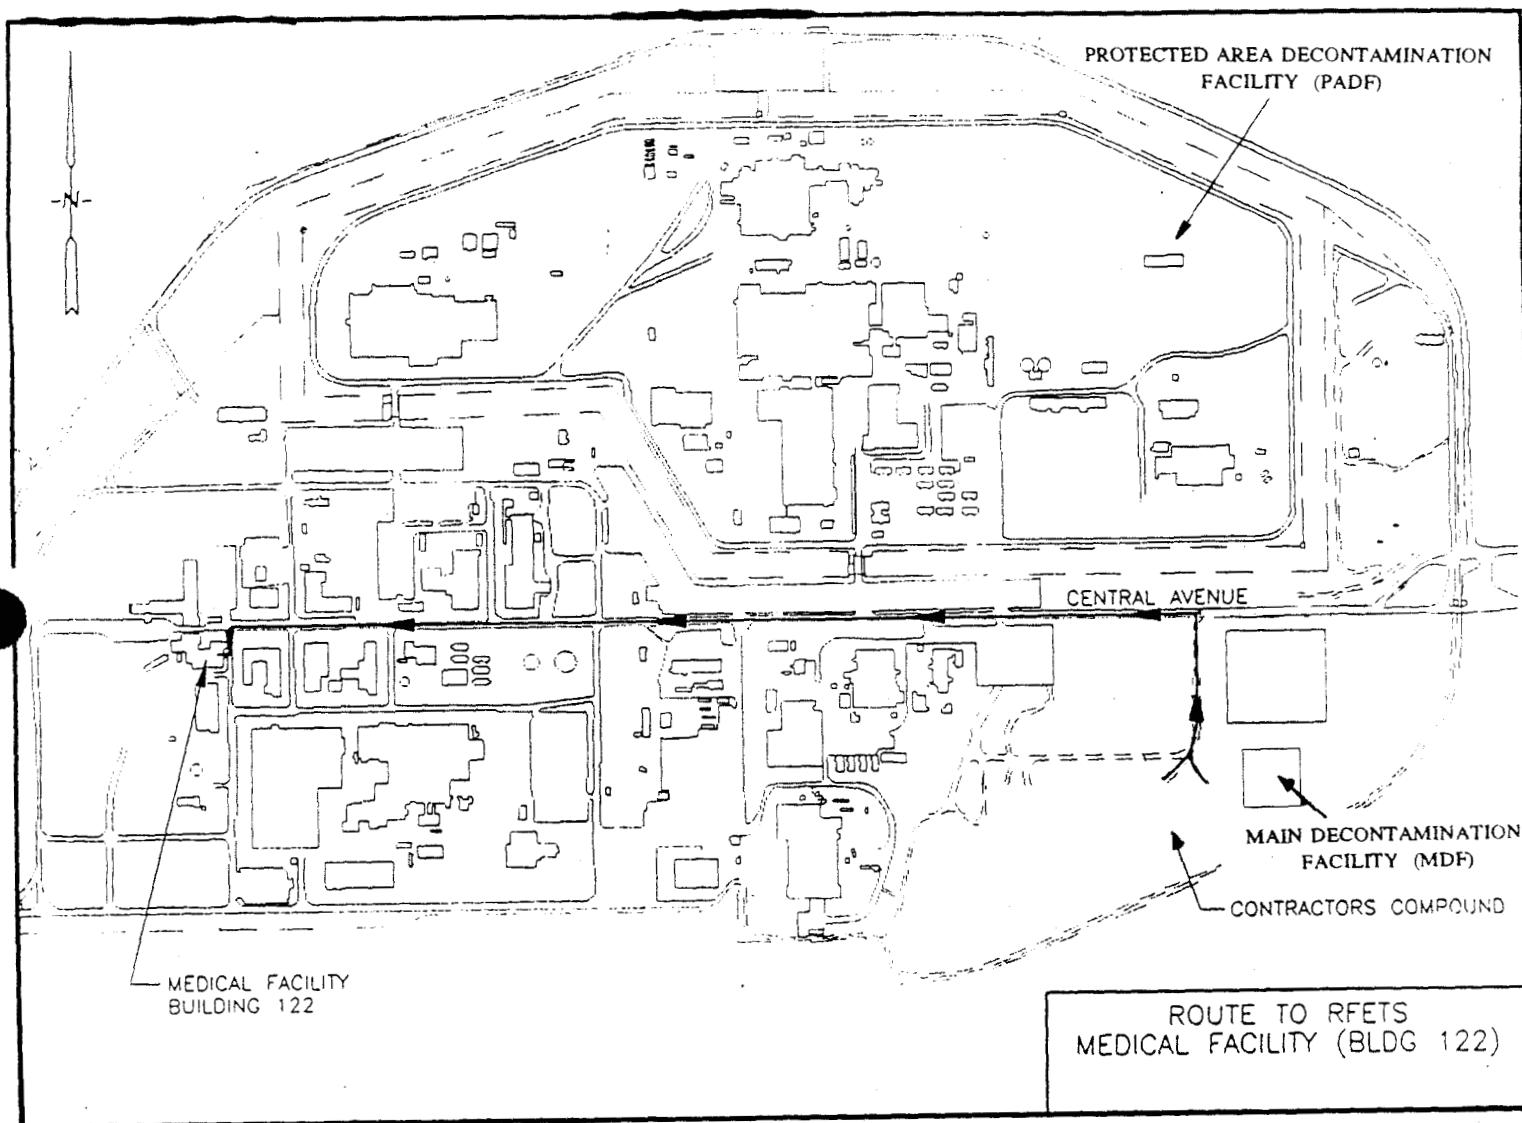 PROTECTED AREA DECONTAMINATION
FACILITY (PADF)
-N-
CENTRAL AVENUE
MAIN DECONTAMINATION
FACILITY (MDF)
CONTRACTORS COMPOUND
MEDICAL FACILITY
BUILDING 122
ROUTE TO RFETS
MEDICAL FACILITY (BLDG 122)